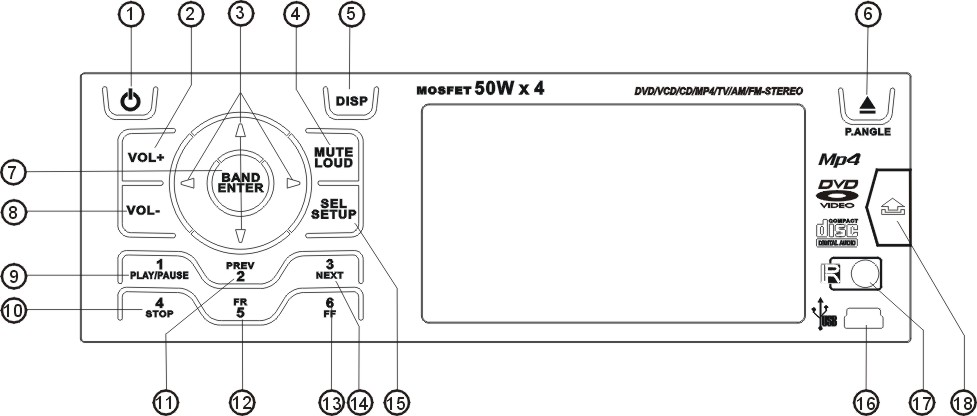 1 2 3 4 5 6
MOSFET 50W x 4
DVD/VCD/CD/MP4/TV/AM/FM-STEREO
DISP
P.ANGLE
VOL+
MUTE
LOUD
BAND
ENTER
VOL-
SEL
SETUP
7
8
9
10
1
PLAY/PAUSE
PREV
2
3
NEXT
4
STOP
FR
5
6
FF
Mp4
DVD
VIDEO
COMPACT
disc
DIGITAL AUDIO
R
USB
11 12 13 14 15 16 17 18